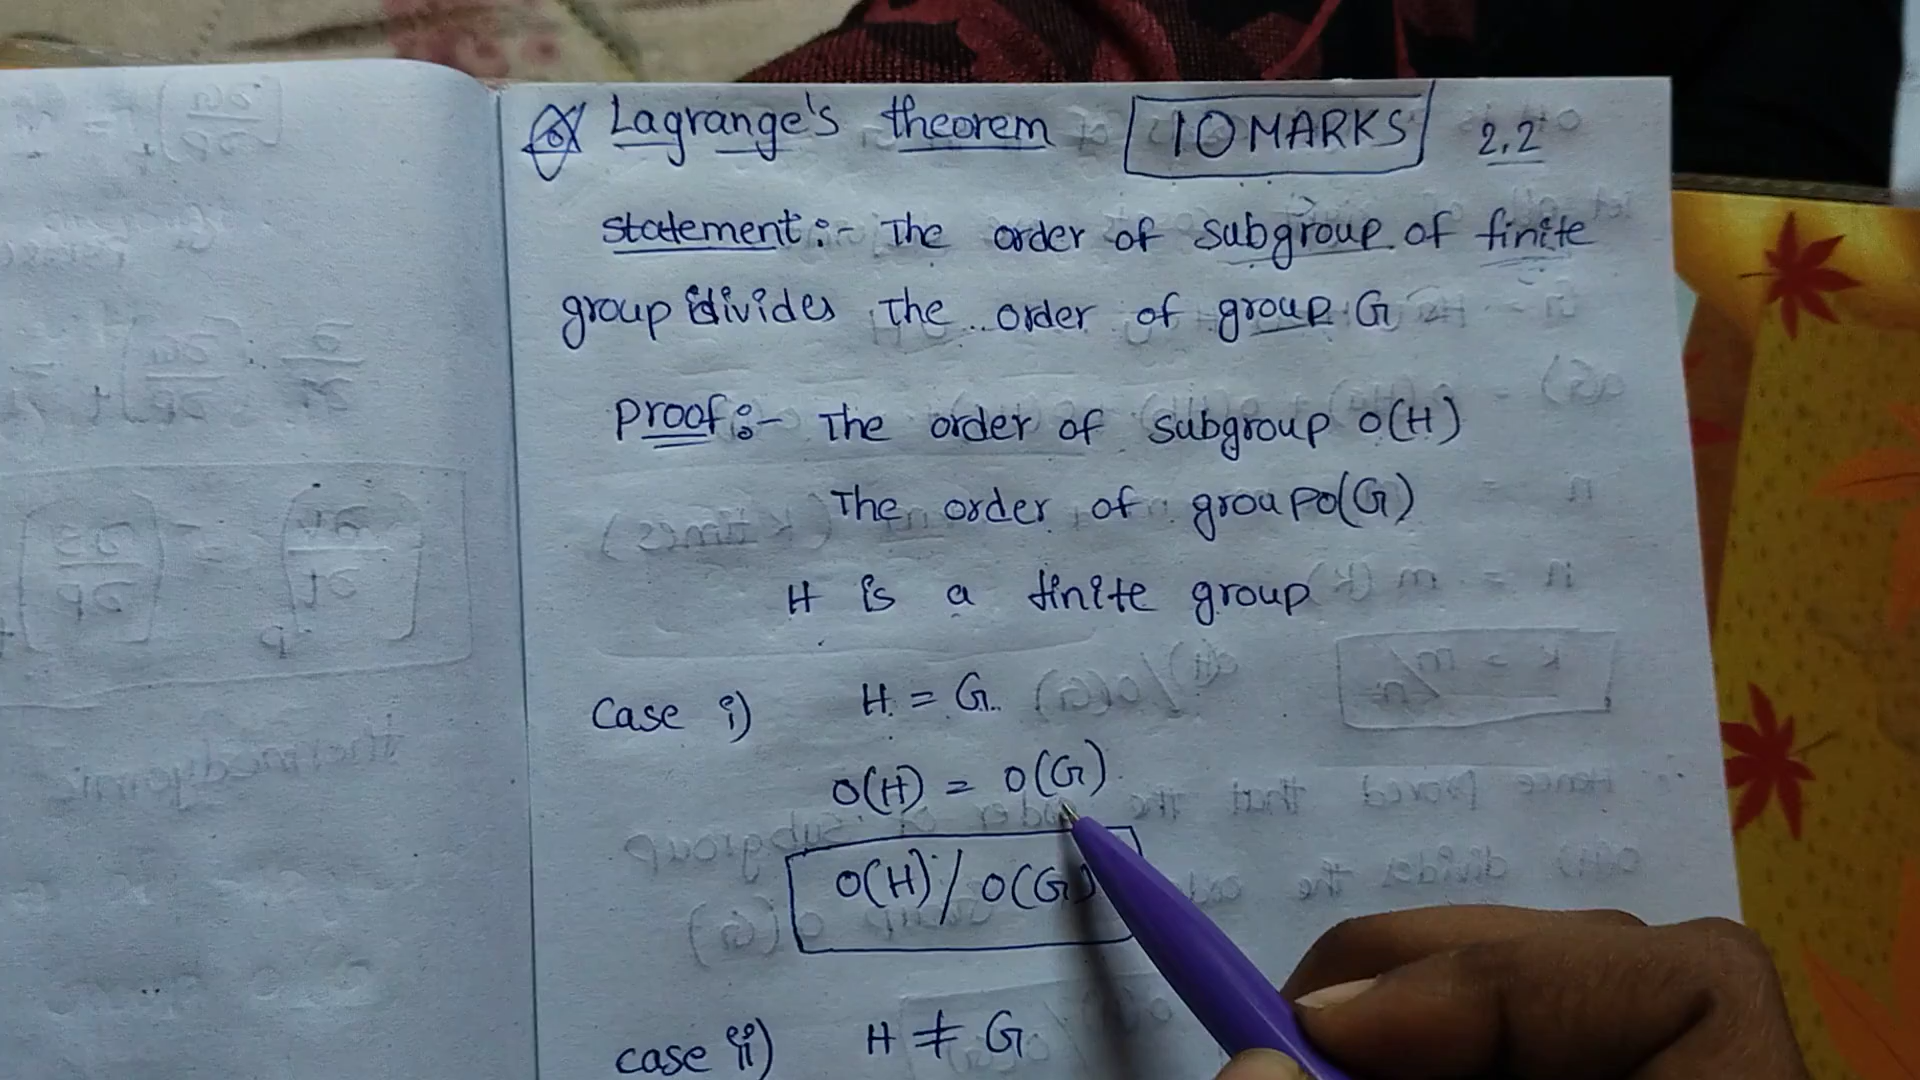 Lagrange's theorem 10 MARKS 2.2
statement:- The order of subgroup of finite
group divides The order of group G
Proof:- The order of subgroup O(H)
The order of group O(G)
H is a finite group
Case i) H = G
O(H) = O(G)
O(H) / O(G)
case ii) H ≠ G